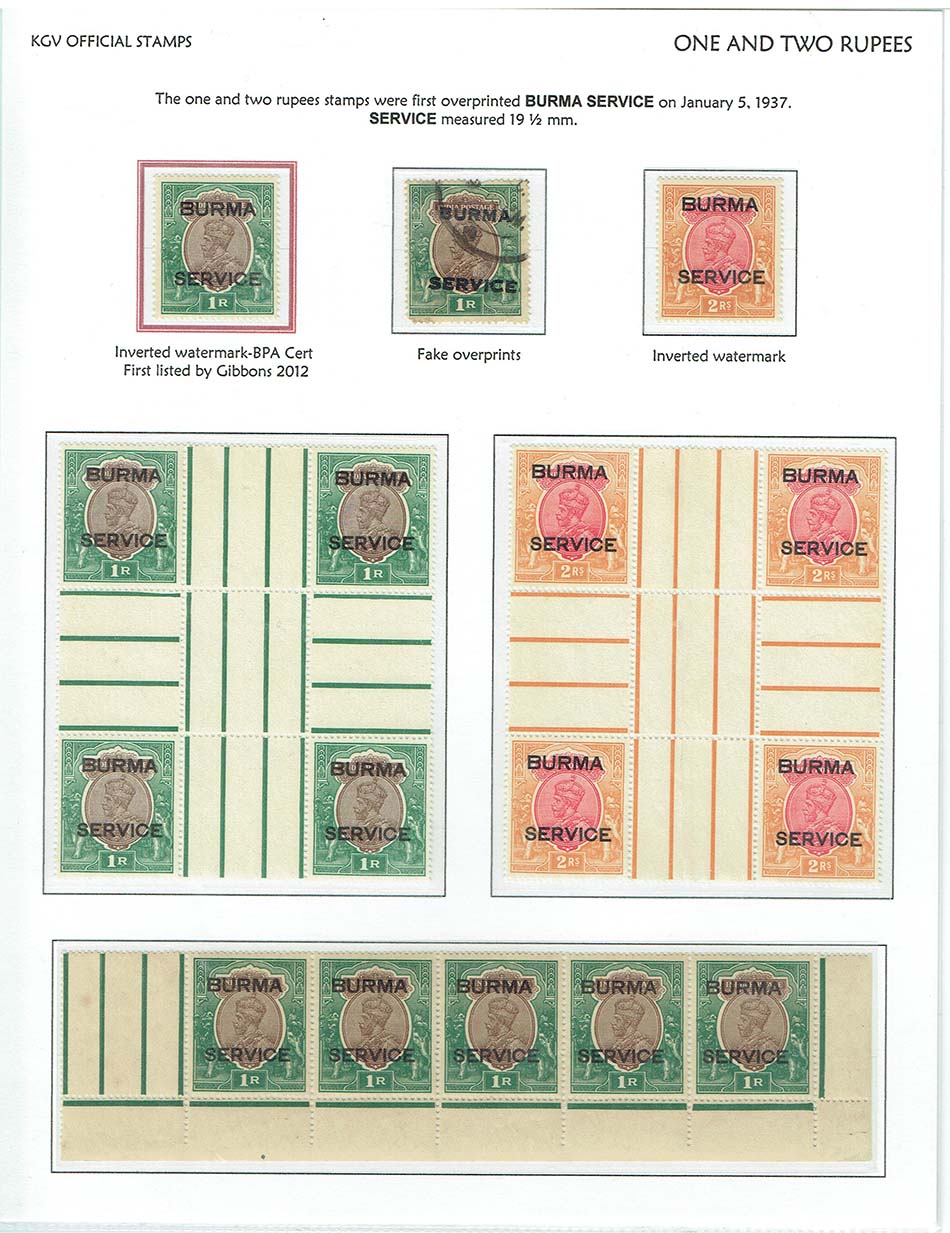 KGV OFFICIAL STAMPS
ONE AND TWO RUPEES
The one and two rupees stamps were first overprinted BURMA SERVICE on January 5, 1937.
SERVICE measured 19 ½ mm.
BURMA
SERVICE
1R
BURMA
SERVICE
1R
BURMA
SERVICE
2RS
Inverted watermark-BPA Cert
First listed by Gibbons 2012
Fake overprints
Inverted watermark
BURMA
SERVICE
1R
BURMA
SERVICE
1R
BURMA
SERVICE
2RS
BURMA
SERVICE
2RS
BURMA
SERVICE
1R
BURMA
SERVICE
1R
BURMA
SERVICE
2RS
BURMA
SERVICE
2RS
BURMA
SERVICE
1R
BURMA
SERVICE
1R
BURMA
SERVICE
1R
BURMA
SERVICE
1R
BURMA
SERVICE
1R